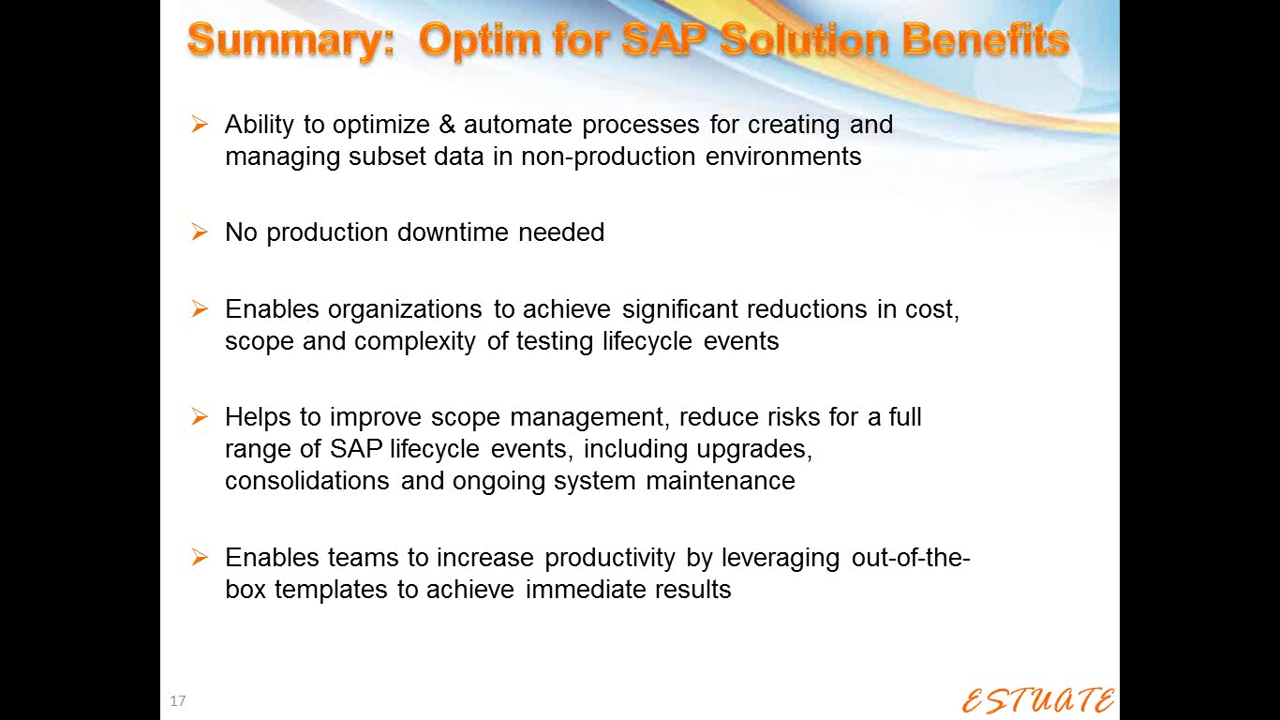 Summary: Optim for SAP Solution Benefits
Ability to optimize & automate processes for creating and
managing subset data in non-production environments
No production downtime needed
Enables organizations to achieve significant reductions in cost,
scope and complexity of testing lifecycle events
Helps to improve scope management, reduce risks for a full
range of SAP lifecycle events, including upgrades,
consolidations and ongoing system maintenance
Enables teams to increase productivity by leveraging out-of-the-
box templates to achieve immediate results
17
ESTUATE